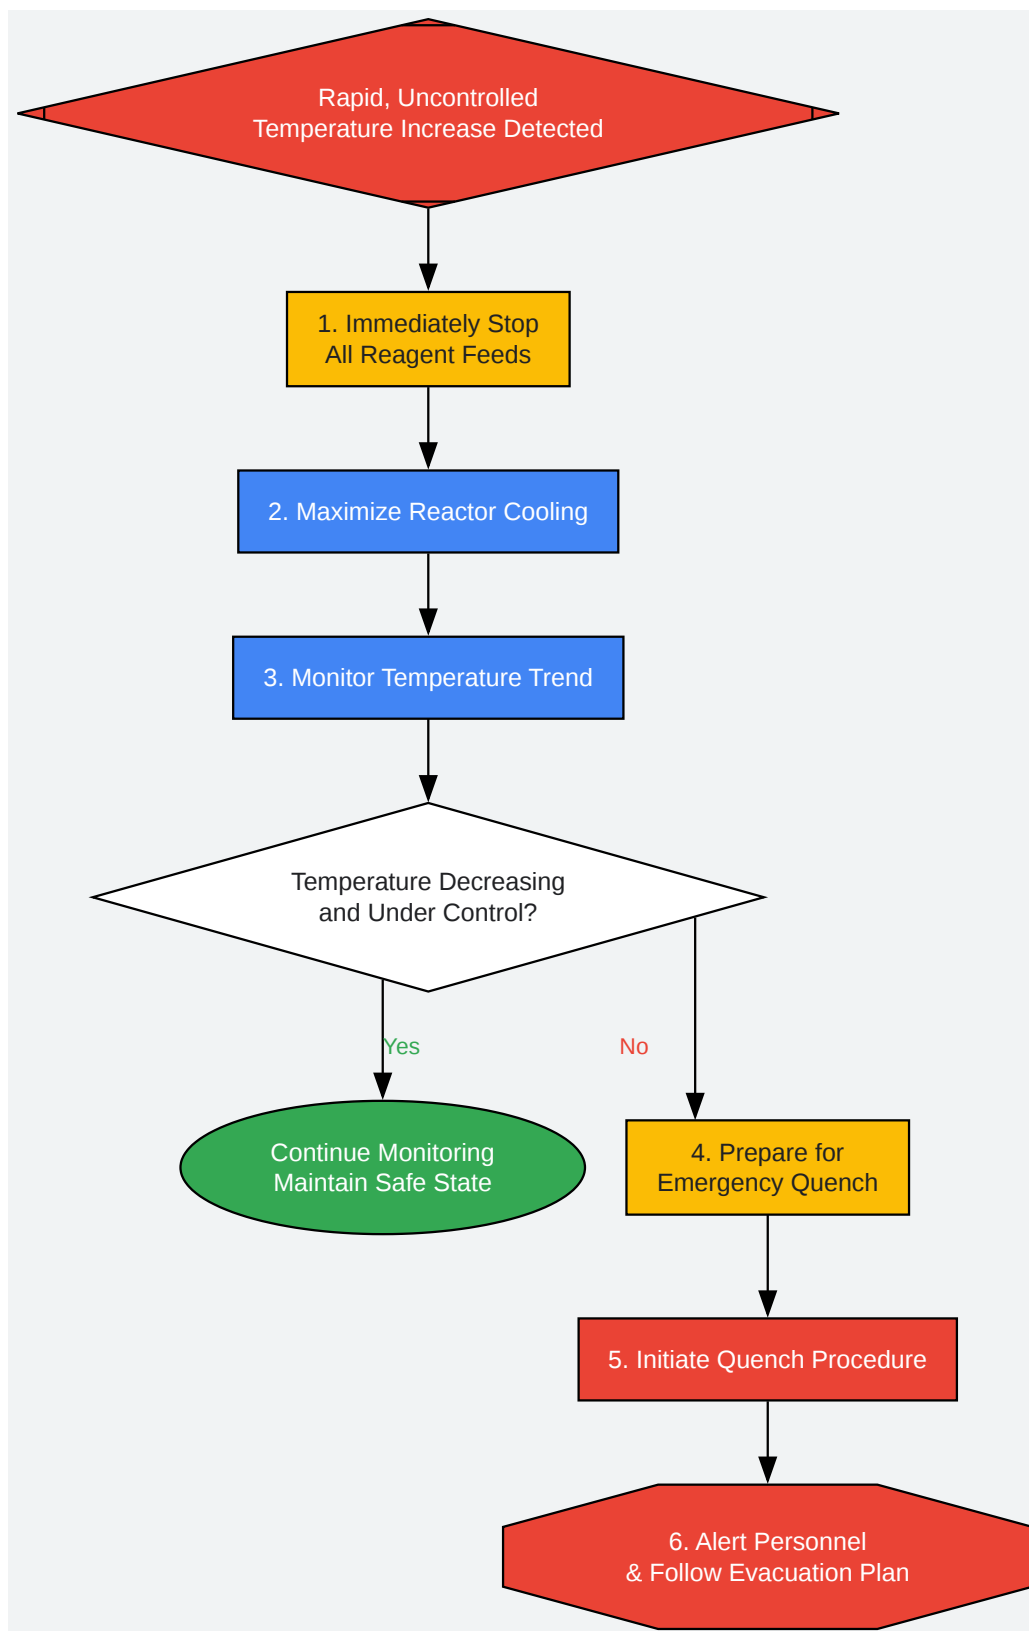 Rapid, Uncontrolled
Temperature Increase Detected
1. Immediately Stop
All Reagent Feeds
2. Maximize Reactor Cooling
3. Monitor Temperature Trend
Temperature Decreasing
and Under Control?
Yes
No
Continue Monitoring
Maintain Safe State
4. Prepare for
Emergency Quench
5. Initiate Quench Procedure
6. Alert Personnel
& Follow Evacuation Plan